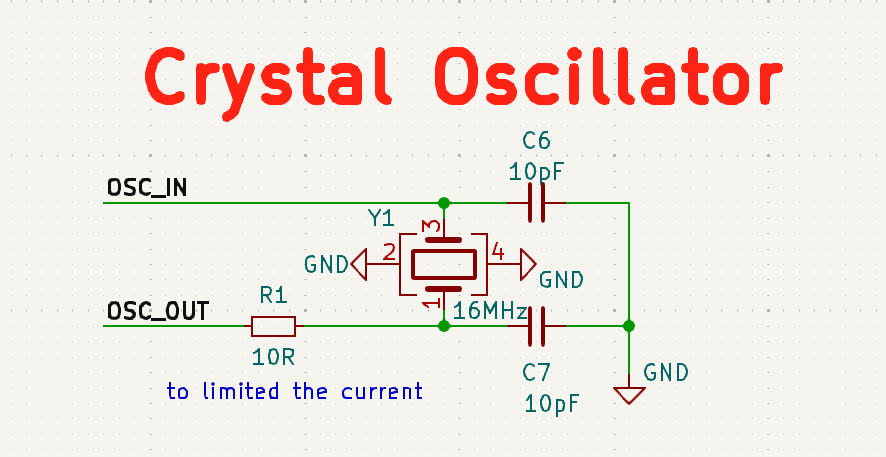 Crystal Oscillator
C6
10pF
OSC_IN
Y1
3
2
4
GND
GND
1
R1
OSC_OUT
16MHz
10R
C7
GND
to limited the current
10pF